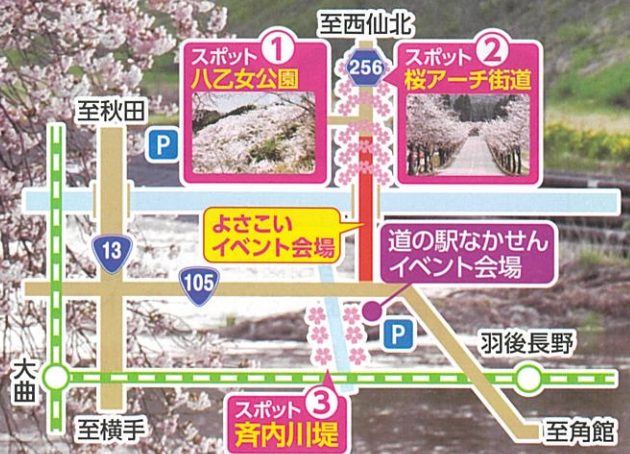 至西仙北
スポット①
八乙女公園
256
スポット②
桜アーチ街道
至秋田
P
よさこい
イベント会場
道の駅なかせん
イベント会場
13
105
P
羽後長野
大曲
スポット③
斉内川堤
至横手
至角館